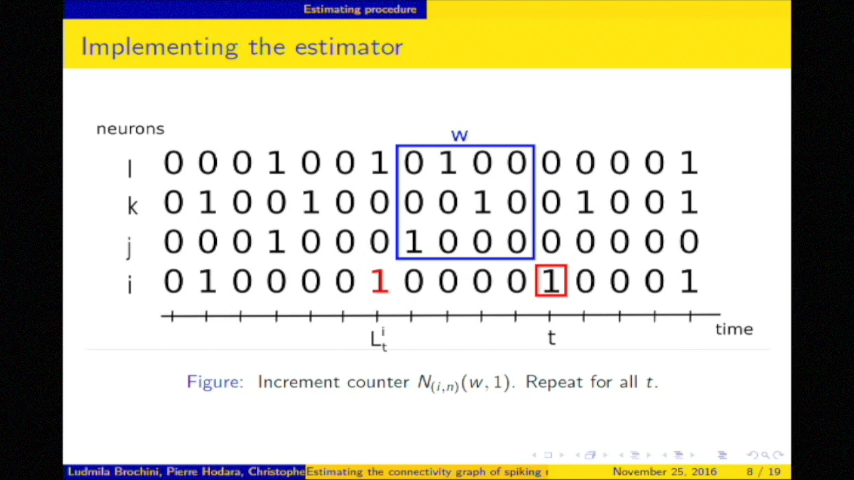 Estimating procedure
Implementing the estimator
neurons
w
l 0 0 0 1 0 0 1 0 1 0 0 0 0 0 0 1
k 0 1 0 0 1 0 0 0 0 1 0 0 1 0 0 1
j 0 0 0 1 0 0 0 1 0 0 0 0 0 0 0 0
i 0 1 0 0 0 0 1 0 0 0 0 1 0 0 0 1
L_t^i t time
Figure: Increment counter N_{(i,n)}(w, 1). Repeat for all t.
Ludmila Brochini, Pierre Hodara, Christophe Estimating the connectivity graph of spiking November 25, 2016 8 / 19